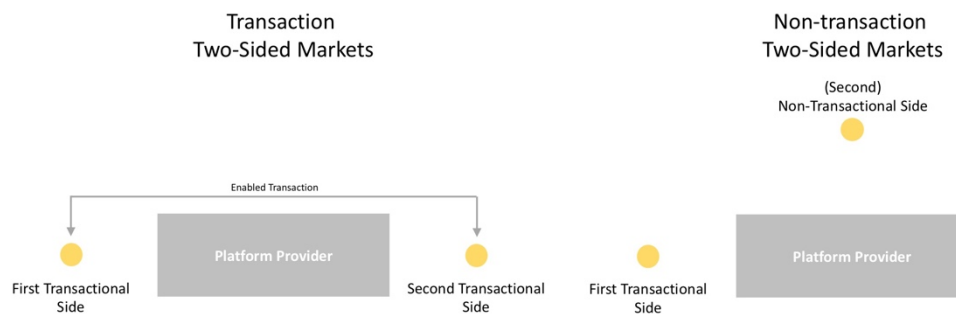 Transaction
Two-Sided Markets
Enabled Transaction
Platform Provider
First Transactional
Side
Second Transactional
Side
Non-transaction
Two-Sided Markets
(Second)
Non-Transactional Side
Platform Provider
First Transactional
Side